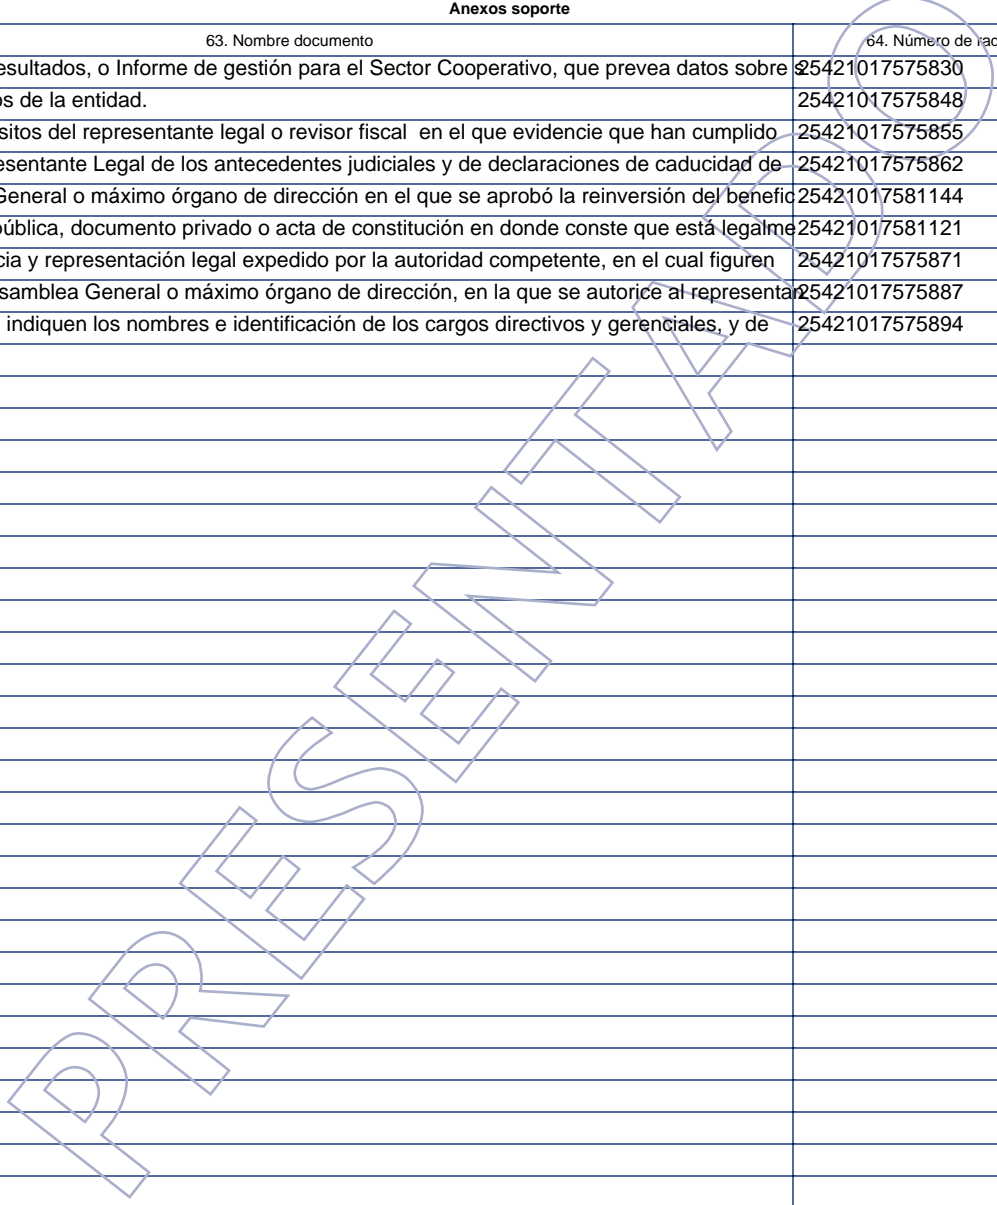 Anexos soporte
63. Nombre documento 64. Número de rad
esultados, o Informe de gestión para el Sector Cooperativo, que prevea datos sobre s 25421017575830
os de la entidad. 25421017575848
sitos del representante legal o revisor fiscal en el que evidencie que han cumplido 25421017575855
esentante Legal de los antecedentes judiciales y de declaraciones de caducidad de 25421017575862
General o máximo órgano de dirección en el que se aprobó la reinversión del benefic 25421017581144
pública, documento privado o acta de constitución en donde conste que está legalme 25421017581121
cia y representación legal expedido por la autoridad competente, en el cual figuren 25421017575871
samblea General o máximo órgano de dirección, en la que se autorice al representan 25421017575887
indiquen los nombres e identificación de los cargos directivos y gerenciales, y de 25421017575894
PRESENTADO